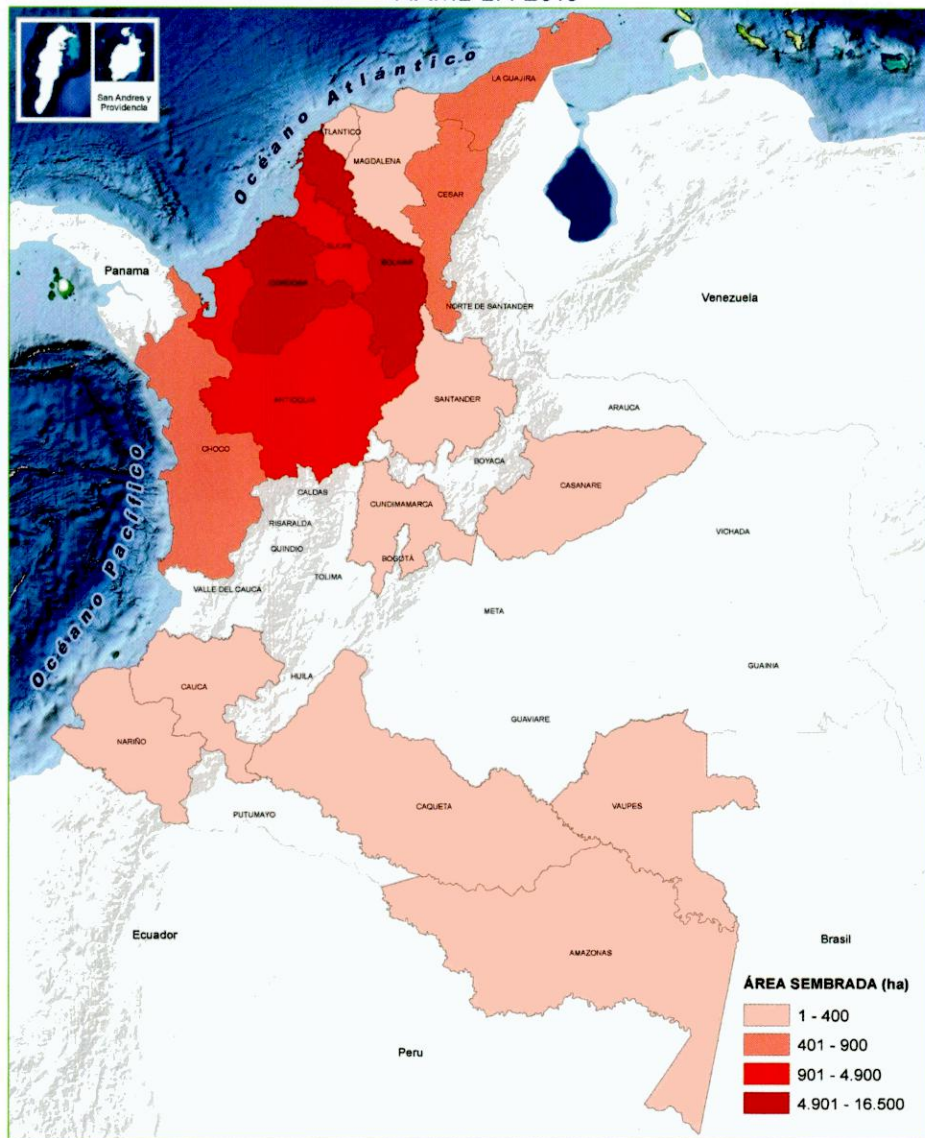 San Andres y
Providencia
Océano Atlántico
LA GUAJIRA
TLANTICO
MAGDALENA
CESAR
SUCRE
BOLIVAR
CORDOBA
Panama
NORTE DE SANTANDER
Venezuela
ANTIOQUIA
SANTANDER
ARAUCA
CHOCO
BOYACA
CASANARE
Océano Pacífico
CALDAS
CUNDIMAMARCA
RISARALDA
VICHADA
QUINDIO
BOGOTÁ
TOLIMA
VALLE DEL CAUCA
META
GUAINIA
HUILA
CAUCA
GUAVIARE
NARIÑO
CAQUETA
VAUPES
PUTUMAYO
Ecuador
Brasil
AMAZONAS
ÁREA SEMBRADA (ha)
1 - 400
401 - 900
901 - 4.900
4.901 - 16.500
Peru